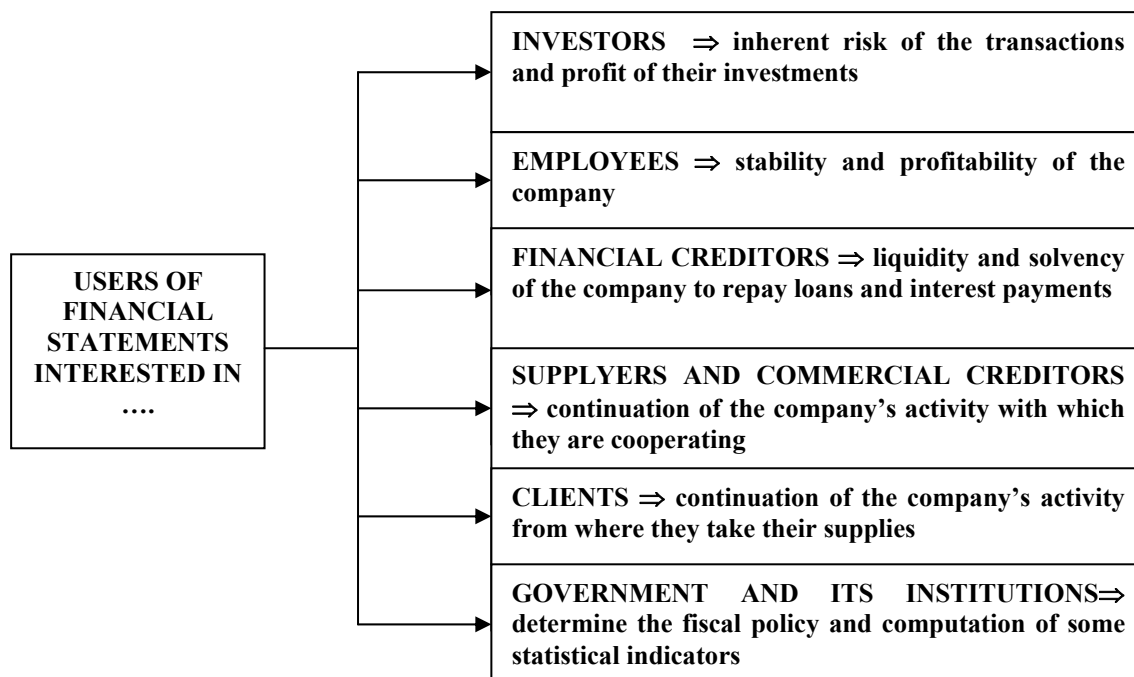 USERS OF
FINANCIAL
STATEMENTS
INTERESTED IN
….
INVESTORS ⇒ inherent risk of the transactions
and profit of their investments
EMPLOYEES ⇒ stability and profitability of the
company
FINANCIAL CREDITORS ⇒ liquidity and solvency
of the company to repay loans and interest payments
SUPPLYERS AND COMMERCIAL CREDITORS
⇒ continuation of the company’s activity with which
they are cooperating
CLIENTS ⇒ continuation of the company’s activity
from where they take their supplies
GOVERNMENT AND ITS INSTITUTIONS⇒
determine the fiscal policy and computation of some
statistical indicators